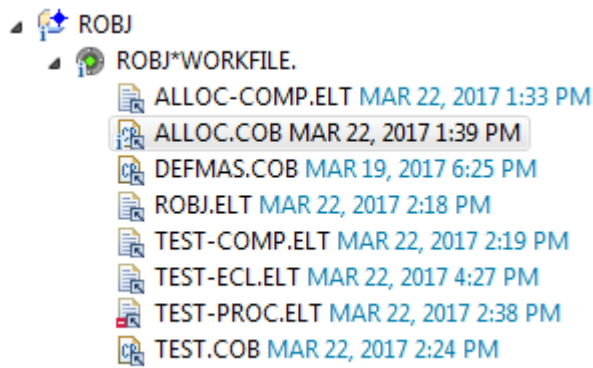 ROBJ
ROBJ*WORKFILE.
ALLOC-COMP.ELT MAR 22, 2017 1:33 PM
ALLOC.COB MAR 22, 2017 1:39 PM
DEFMAS.COB MAR 19, 2017 6:25 PM
ROBJ.ELT MAR 22, 2017 2:18 PM
TEST-COMP.ELT MAR 22, 2017 2:19 PM
TEST-ECL.ELT MAR 22, 2017 4:27 PM
TEST-PROC.ELT MAR 22, 2017 2:38 PM
TEST.COB MAR 22, 2017 2:24 PM